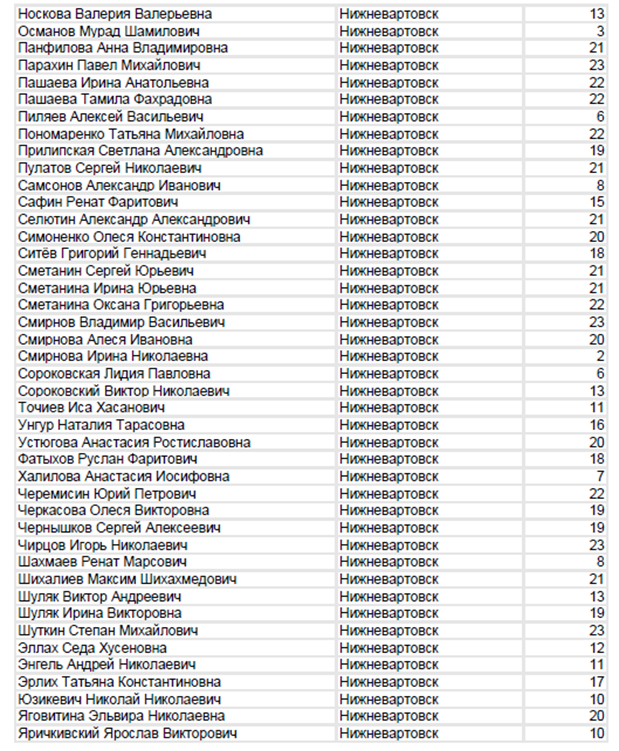 Носкова Валерия Валерьевна Нижневартовск 13
Османов Мурад Шамилович Нижневартовск 3
Панфилова Анна Владимировна Нижневартовск 21
Парахин Павел Михайлович Нижневартовск 23
Пашаева Ирина Анатольевна Нижневартовск 22
Пашаева Тамила Фахрадовна Нижневартовск 22
Пиляев Алексей Васильевич Нижневартовск 6
Пономаренко Татьяна Михайловна Нижневартовск 22
Прилипская Светлана Александровна Нижневартовск 19
Пулатов Сергей Николаевич Нижневартовск 21
Самсонов Александр Иванович Нижневартовск 8
Сафин Ренат Фаритович Нижневартовск 15
Селютин Александр Александрович Нижневартовск 21
Симоненко Олеся Константиновна Нижневартовск 20
Ситёв Григорий Геннадьевич Нижневартовск 18
Сметанин Сергей Юрьевич Нижневартовск 21
Сметанина Ирина Юрьевна Нижневартовск 21
Сметанина Оксана Григорьевна Нижневартовск 22
Смирнов Владимир Васильевич Нижневартовск 23
Смирнова Алеся Ивановна Нижневартовск 20
Смирнова Ирина Николаевна Нижневартовск 2
Сороковская Лидия Павловна Нижневартовск 6
Сороковский Виктор Николаевич Нижневартовск 13
Точиев Иса Хасанович Нижневартовск 11
Унгур Наталия Тарасовна Нижневартовск 16
Устюгова Анастасия Ростиславовна Нижневартовск 20
Фатыхов Руслан Фаритович Нижневартовск 18
Халилова Анастасия Иосифовна Нижневартовск 7
Черемисин Юрий Петрович Нижневартовск 22
Черкасова Олеся Викторовна Нижневартовск 19
Чернышков Сергей Алексеевич Нижневартовск 19
Чирцов Игорь Николаевич Нижневартовск 23
Шахмаев Ренат Марсович Нижневартовск 8
Шихалиев Максим Шихахмедович Нижневартовск 21
Шуляк Виктор Андреевич Нижневартовск 13
Шуляк Ирина Викторовна Нижневартовск 19
Шуткин Степан Михайлович Нижневартовск 23
Эллах Седа Хусеновна Нижневартовск 12
Энгель Андрей Николаевич Нижневартовск 11
Эрлих Татьяна Константиновна Нижневартовск 17
Юзикевич Николай Николаевич Нижневартовск 10
Яговитина Эльвира Николаевна Нижневартовск 20
Яричкивский Ярослав Викторович Нижневартовск 10